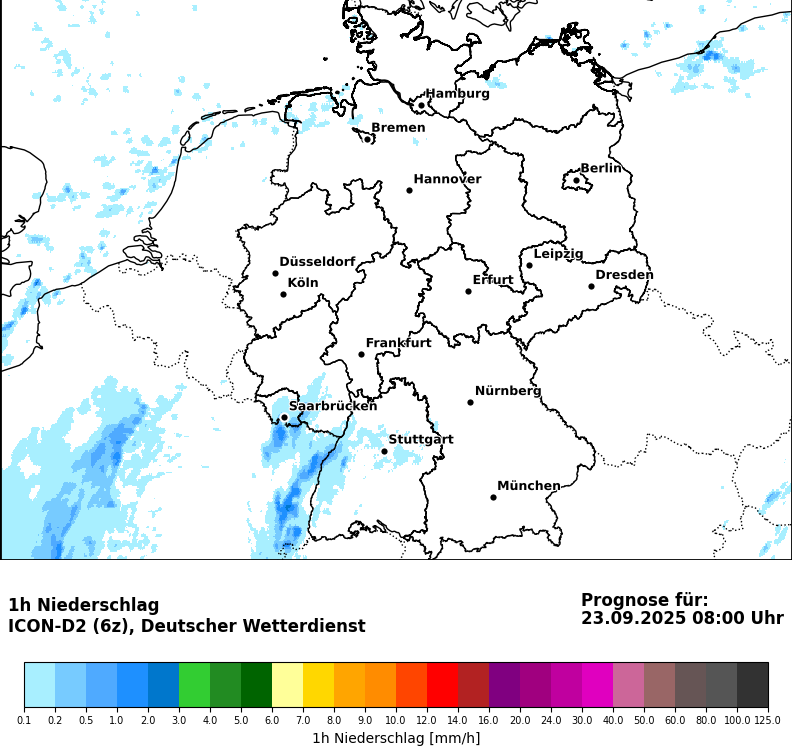 Hamburg
Bremen
Berlin
Hannover
Leipzig
Düsseldorf
Köln
Erfurt
Dresden
Frankfurt
Nürnberg
Saarbrücken
Stuttgart
München
1h Niederschlag
ICON-D2 (6z), Deutscher Wetterdienst
Prognose für:
23.09.2025 08:00 Uhr
0.1 0.2 0.5 1.0 2.0 3.0 4.0 5.0 6.0 7.0 8.0 9.0 10.0 12.0 14.0 16.0 20.0 24.0 30.0 40.0 50.0 60.0 80.0 100.0 125.0
1h Niederschlag [mm/h]